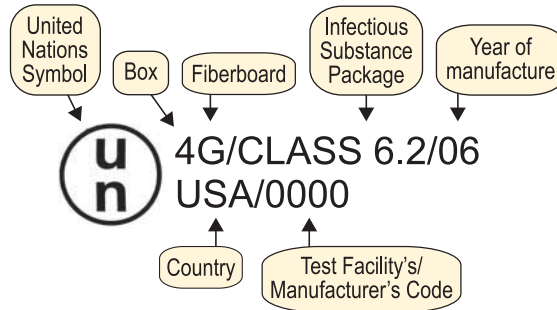 United
Nations
Symbol
Box
Fiberboard
Infectious
Substance
Package
Year of
manufacture
un
4G/CLASS 6.2/06
USA/0000
Country
Test Facility's/
Manufacturer's Code